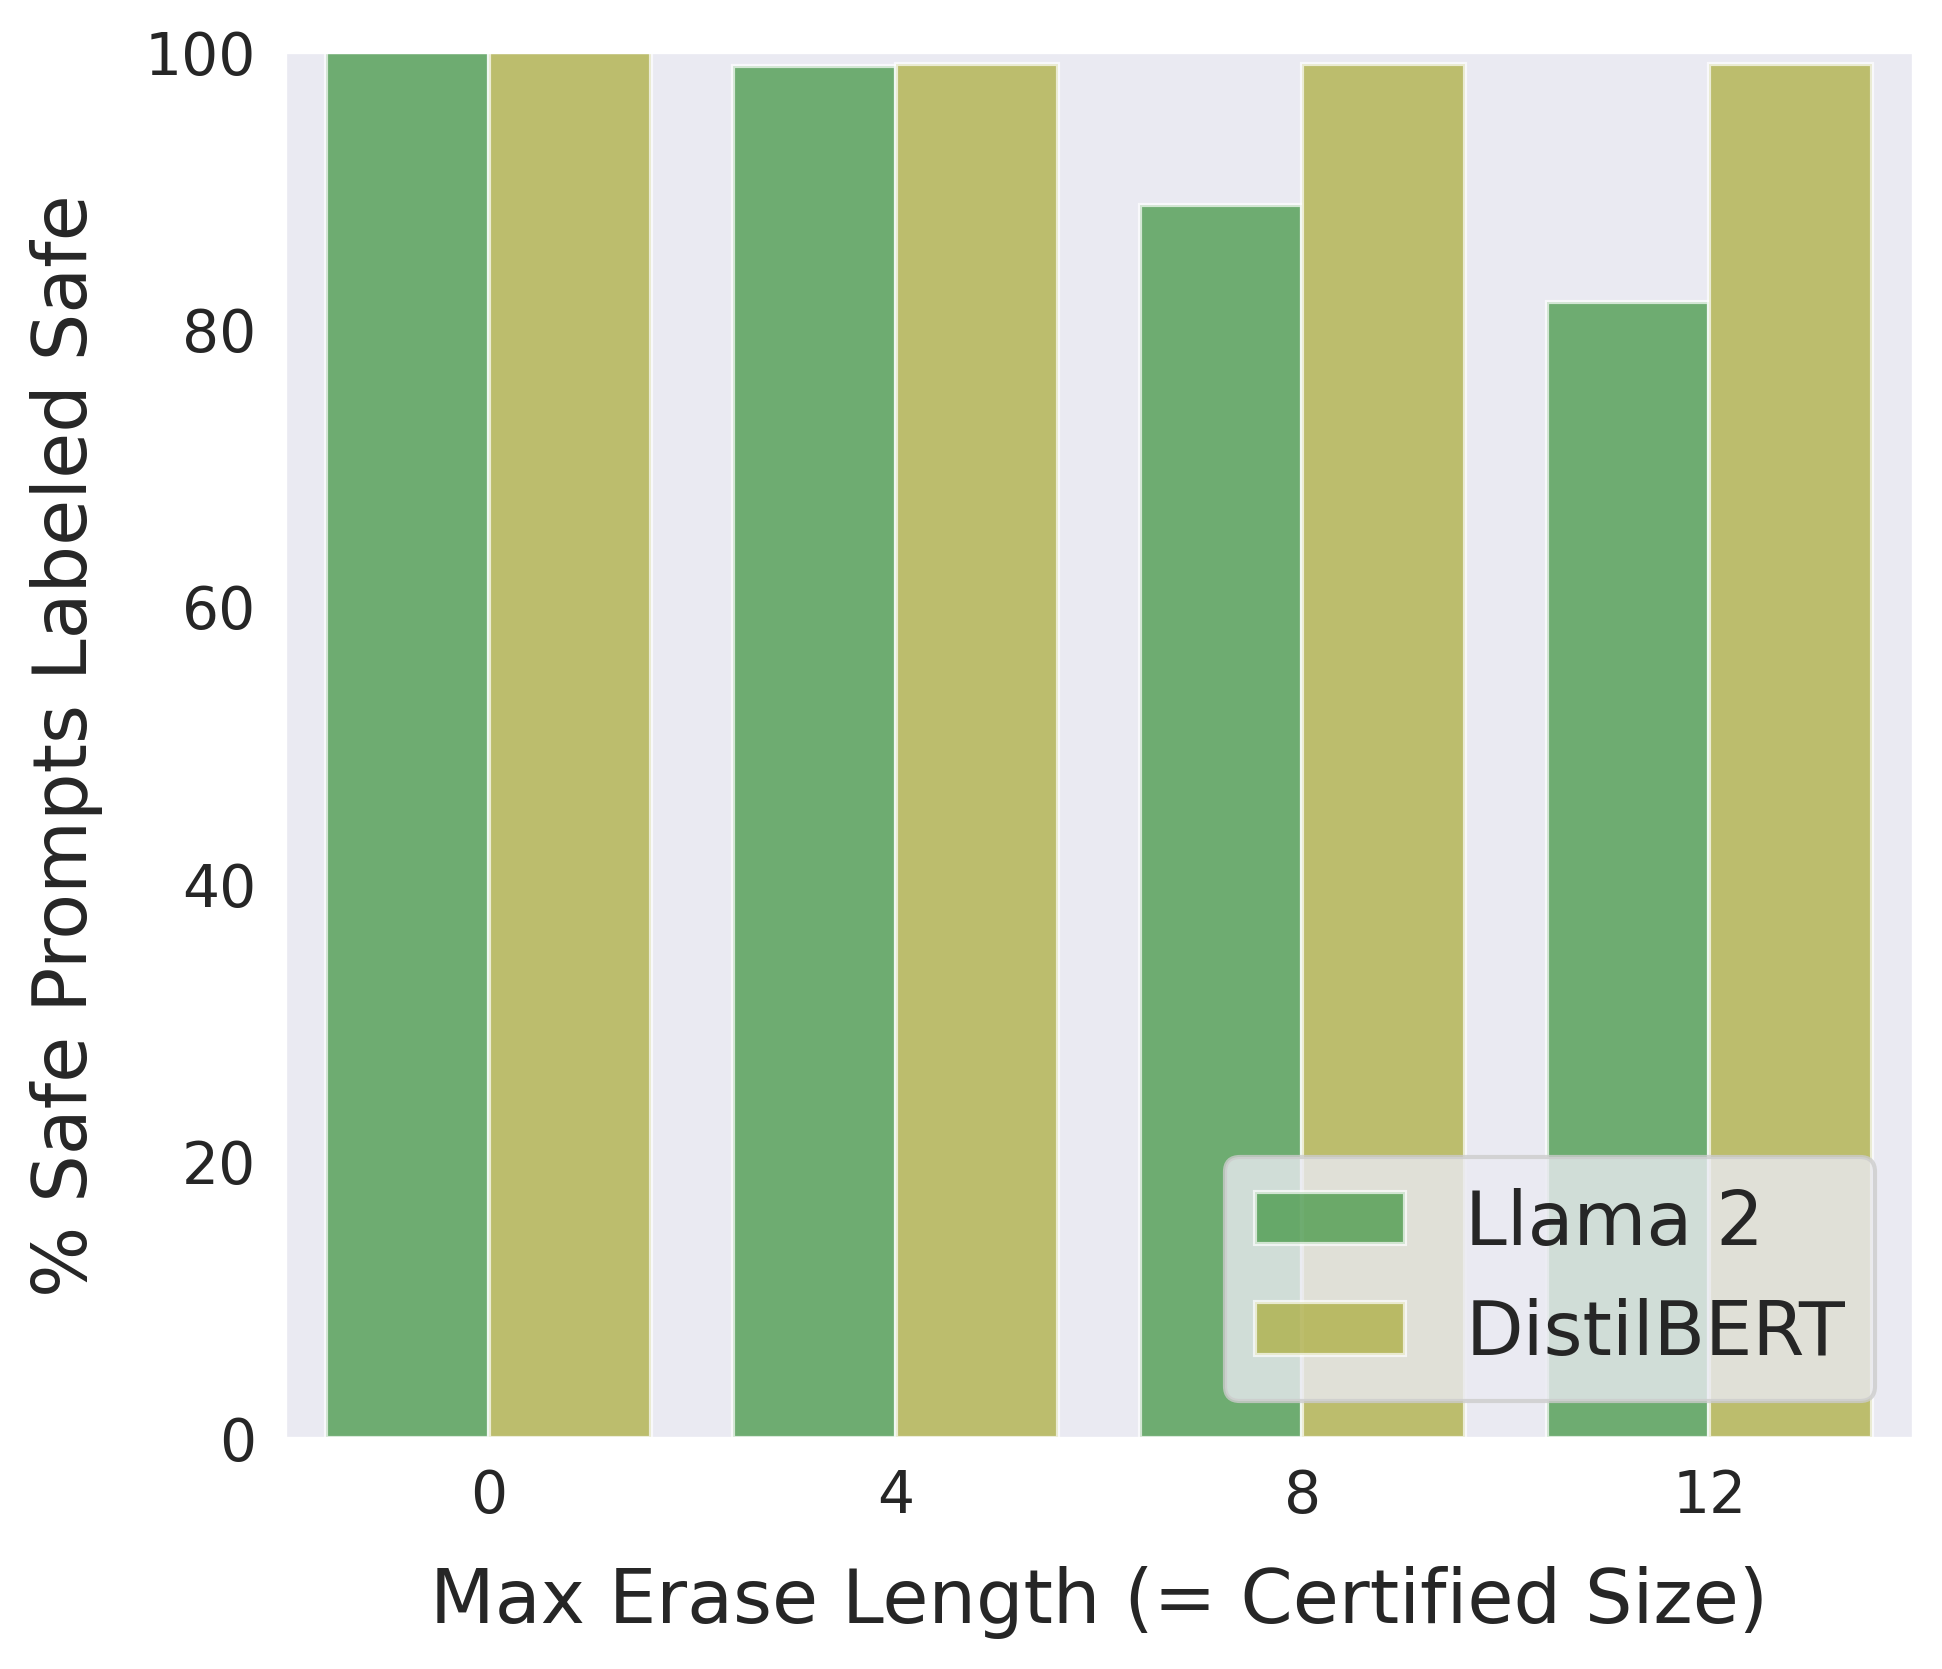 100
80
60
40
20
0
% Safe Prompts Labeled Safe
Llama 2
DistilBERT
0 4 8 12
Max Erase Length (= Certified Size)